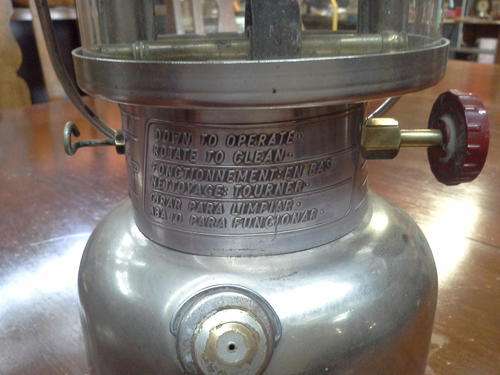 DOWN TO OPERATE
ROTATE TO CLEAN
FONCTIONNEMENT: EN BAS
NETTOYAGE: TOURNER
GIRAR PARA LIMPIAR
BAJO PARA FUNCIONAR